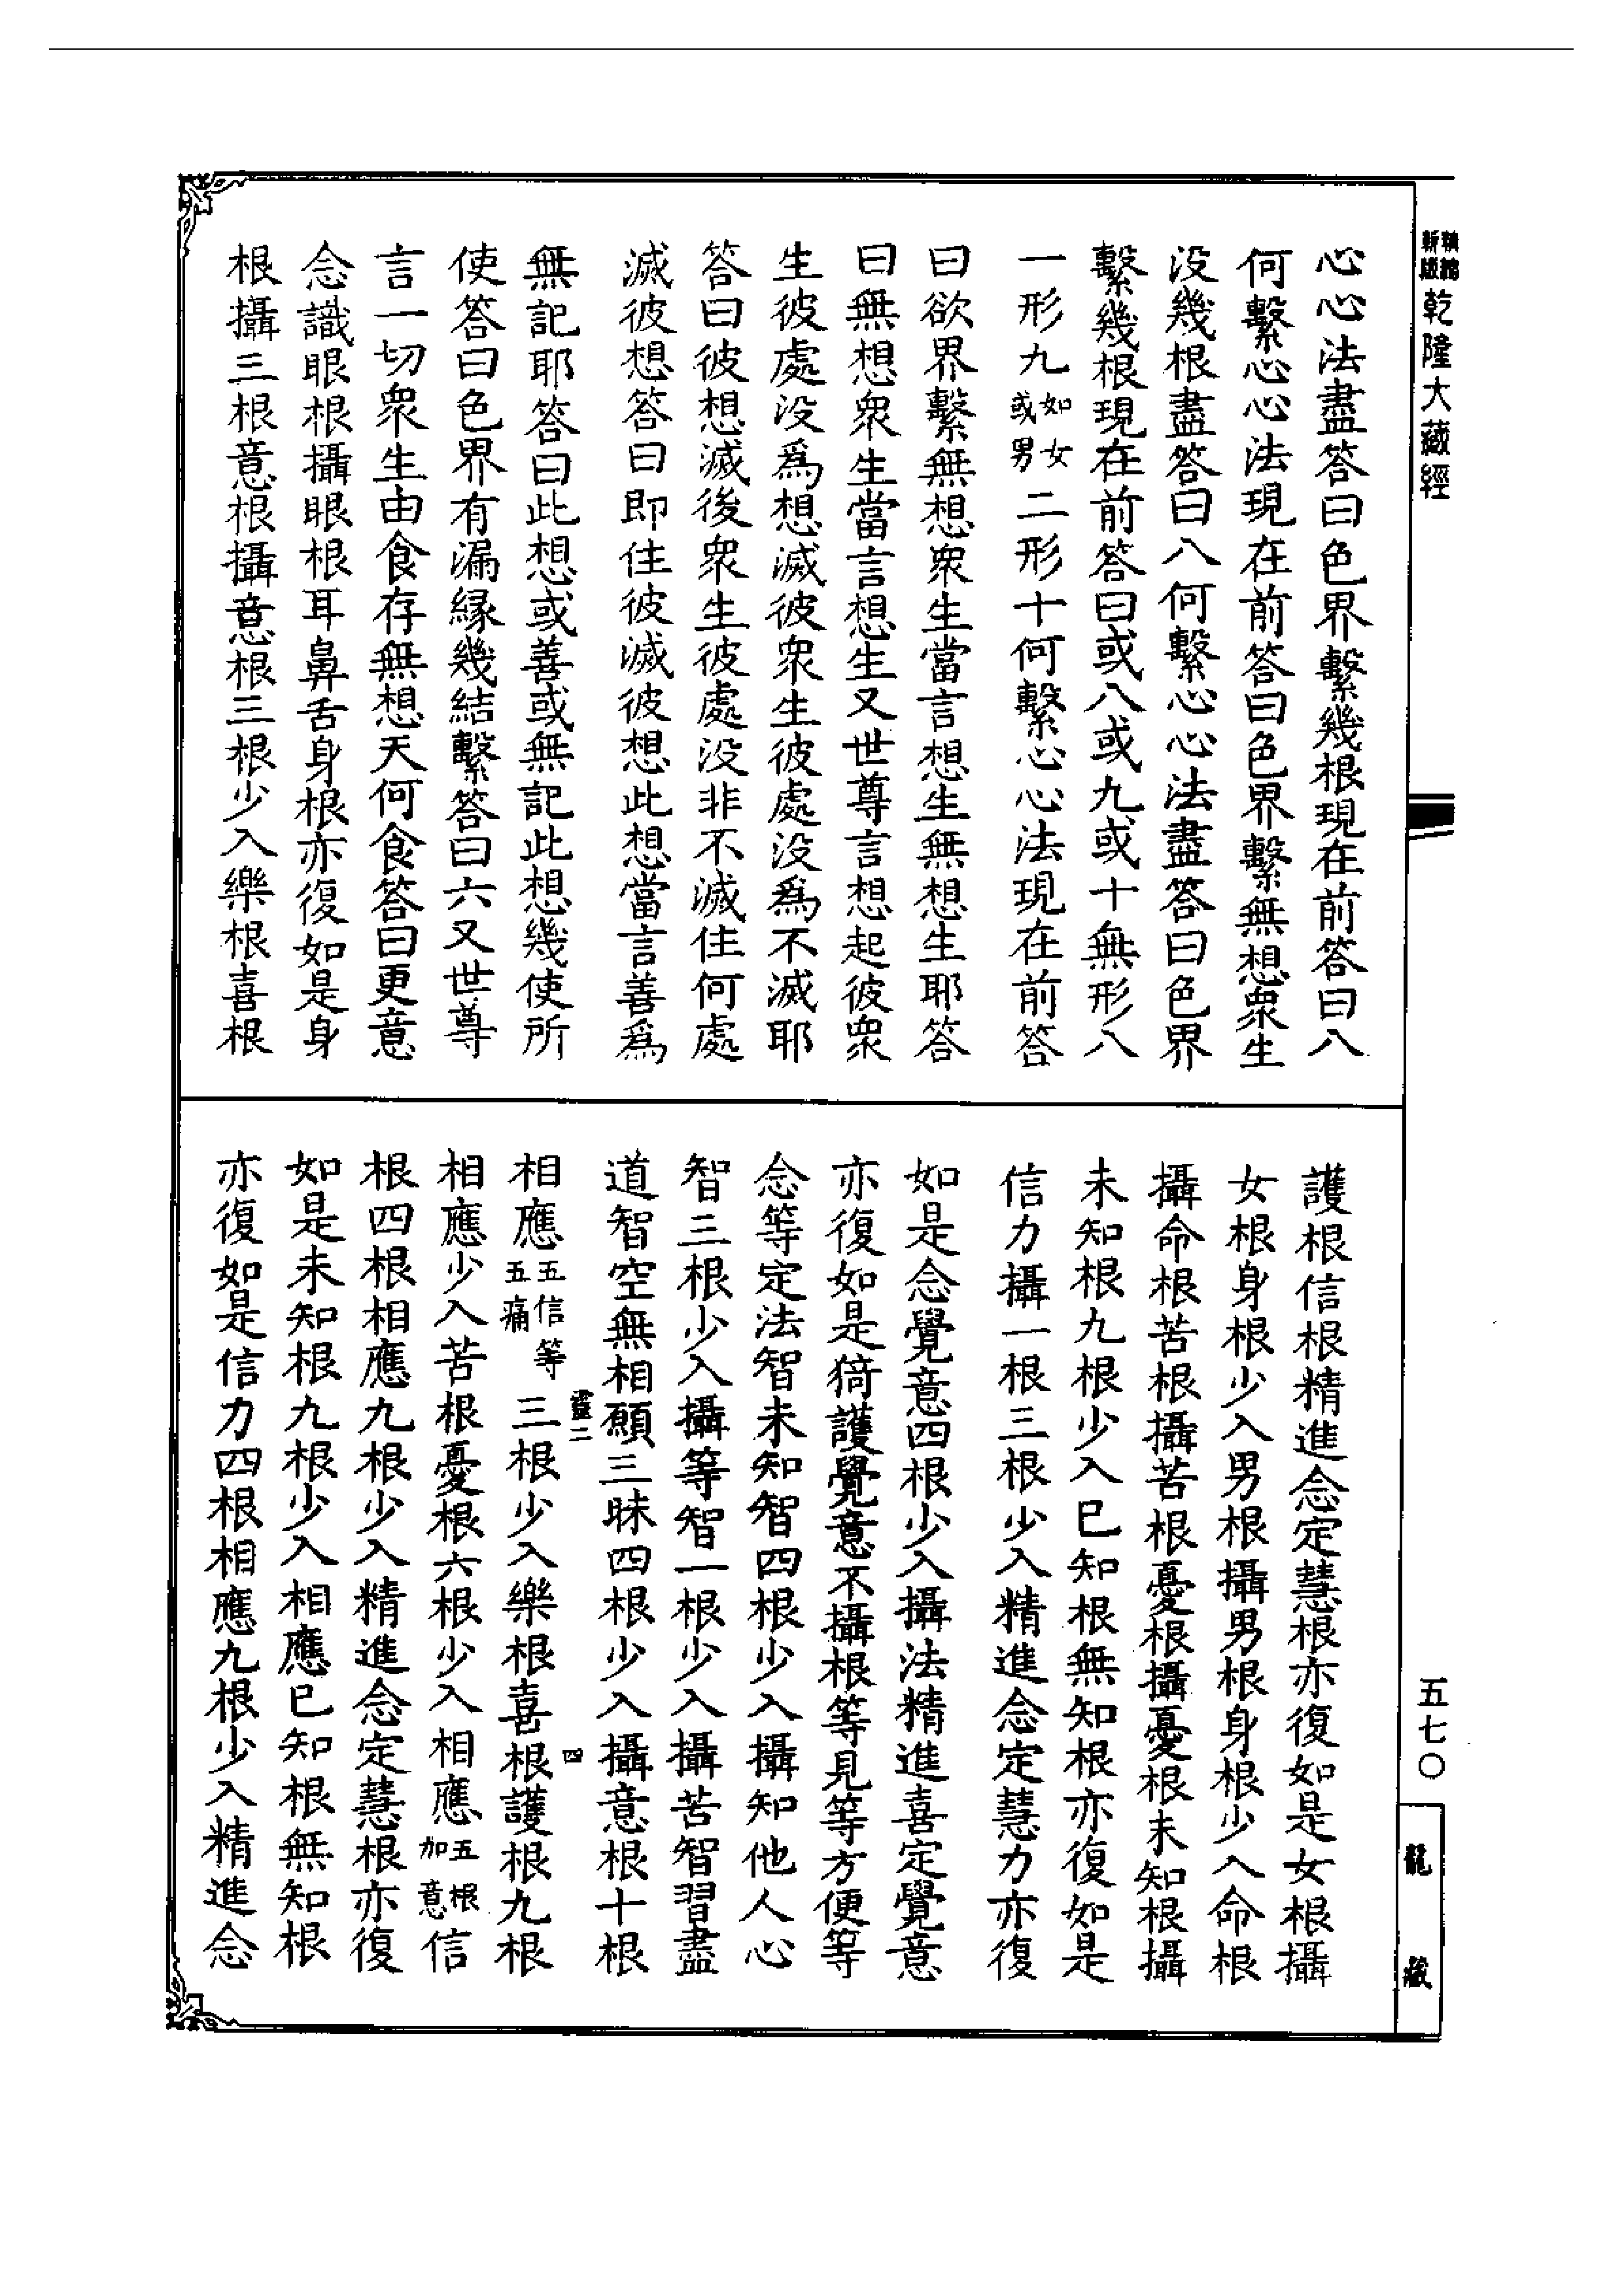 新版
乾隆大藏經
心心法盡答曰色界繫幾根現在前答曰八
何繫心心法現在前答曰色界繫無想衆生
没幾根盡答曰八何繫心心法盡答曰色界
繫幾根現在前答曰或八或九或十無形八
一形九如女或男二形十何繫心心法現在前答
曰欲界繫無想衆生當言想生無想生耶答
曰無想衆生當言想生又世尊言想起彼衆
生彼處没爲想滅彼衆生彼處没爲不滅耶
答曰彼想滅後衆生彼處没非不滅住何處
滅彼想答曰即住彼滅彼想此想當言善爲
無記耶答曰此想或善或無記此想幾使所
使答曰色界有漏緣幾結繫答曰六又世尊
言一切衆生由食存無想天何食答曰更意
念識眼根攝眼根耳鼻舌身根亦復如是身
根攝三根意根攝意根三根少入樂根喜根
護根信根精進念定慧根亦復如是女根攝
女根身根少入男根攝男根身根少入命根
攝命根苦根攝苦根憂根攝憂根未知根攝
未知根九根少入已知根無知根亦復如是
信力攝一根三根少入精進念定慧力亦復
如是念覺意四根少入攝法精進喜定覺意
亦復如是猗護覺意不攝根等見等方便等
念等定法智未知智四根少入攝知他人心
智三根少入攝等智一根少入攝苦智習盡
道智空無相願三昧四根少入攝意根十根
相應五信等五痛三根少入樂根喜根護根九根
靈二
四
相應少入苦根憂根六根少入相應五根加意信
根四根相應九根少入精進念定慧根亦復
如是未知根九根少入相應已知根無知根
亦復如是信力四根相應九根少入精進念
五七〇
龍藏